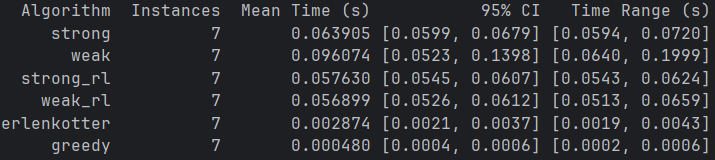 Algorithm Instances Mean Time (s) 95% CI Time Range (s)
strong 7 0.063905 [0.0599, 0.0679] [0.0594, 0.0720]
weak 7 0.096074 [0.0523, 0.1398] [0.0640, 0.1999]
strong_rl 7 0.057630 [0.0545, 0.0607] [0.0543, 0.0624]
weak_rl 7 0.056899 [0.0526, 0.0612] [0.0513, 0.0659]
erlenkotter 7 0.002874 [0.0021, 0.0037] [0.0019, 0.0043]
greedy 7 0.000480 [0.0004, 0.0006] [0.0002, 0.0006]